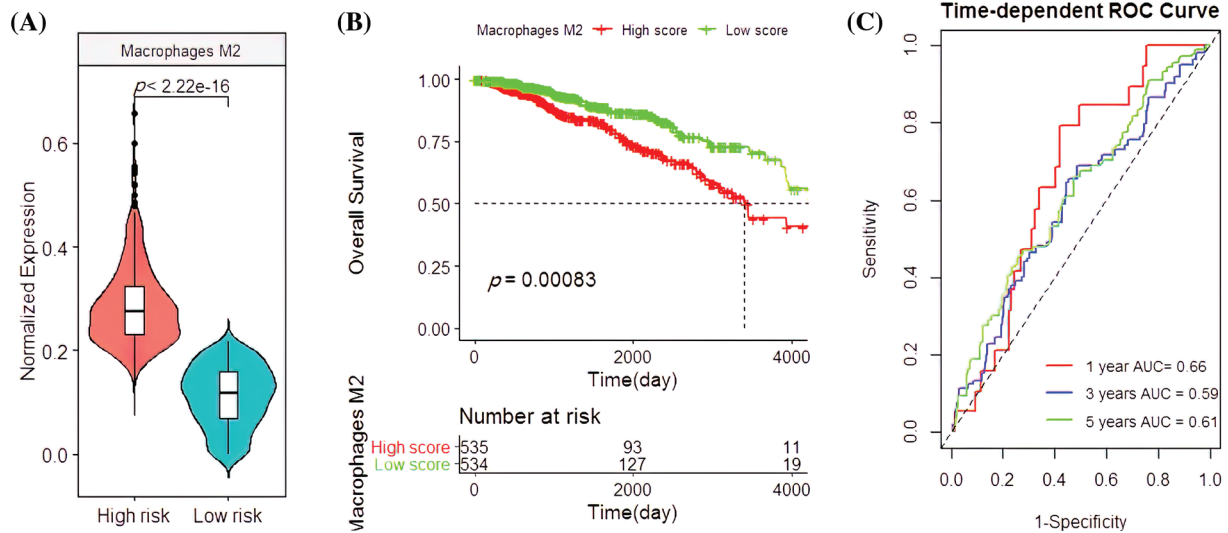 (A)
Macrophages M2
p< 2.22e-16
Normalized Expression
0.6
0.4
0.2
0.0
High risk Low risk
(B)
Macrophages M2 High score Low score
Overall Survival
1.00
0.75
0.50
0.25
0.00
p = 0.00083
0 2000 4000
Time(day)
Macrophages M2
Number at risk
High score 535 93 11
Low score 534 127 19
0 2000 4000
Time(day)
(C)
Time-dependent ROC Curve
Sensitivity
1.0
0.8
0.6
0.4
0.2
0.0
1 year AUC= 0.66
3 years AUC = 0.59
5 years AUC = 0.61
0.0 0.2 0.4 0.6 0.8 1.0
1-Specificity